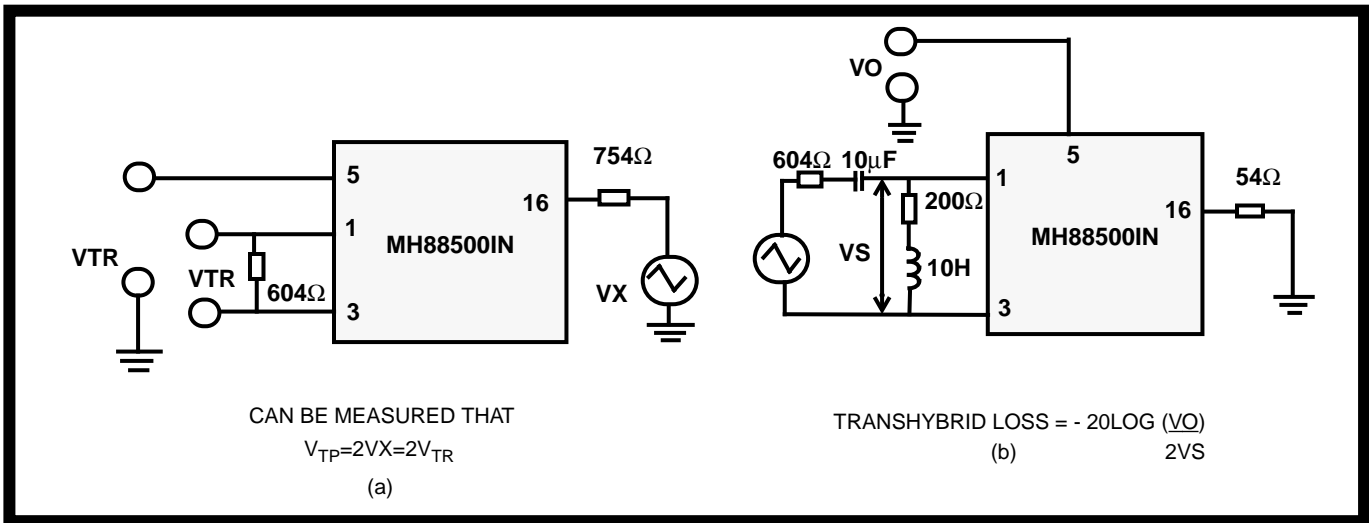 VO
5
1
3
16
MH88500IN
754Ω
VX
VTR
VTR
604Ω
CAN BE MEASURED THAT
VTP=2VX=2VTR
(a)
604Ω 10μF
200Ω
10H
VS
5
1
3
16
MH88500IN
54Ω
TRANSHYBRID LOSS = - 20LOG (VO)
2VS
(b)